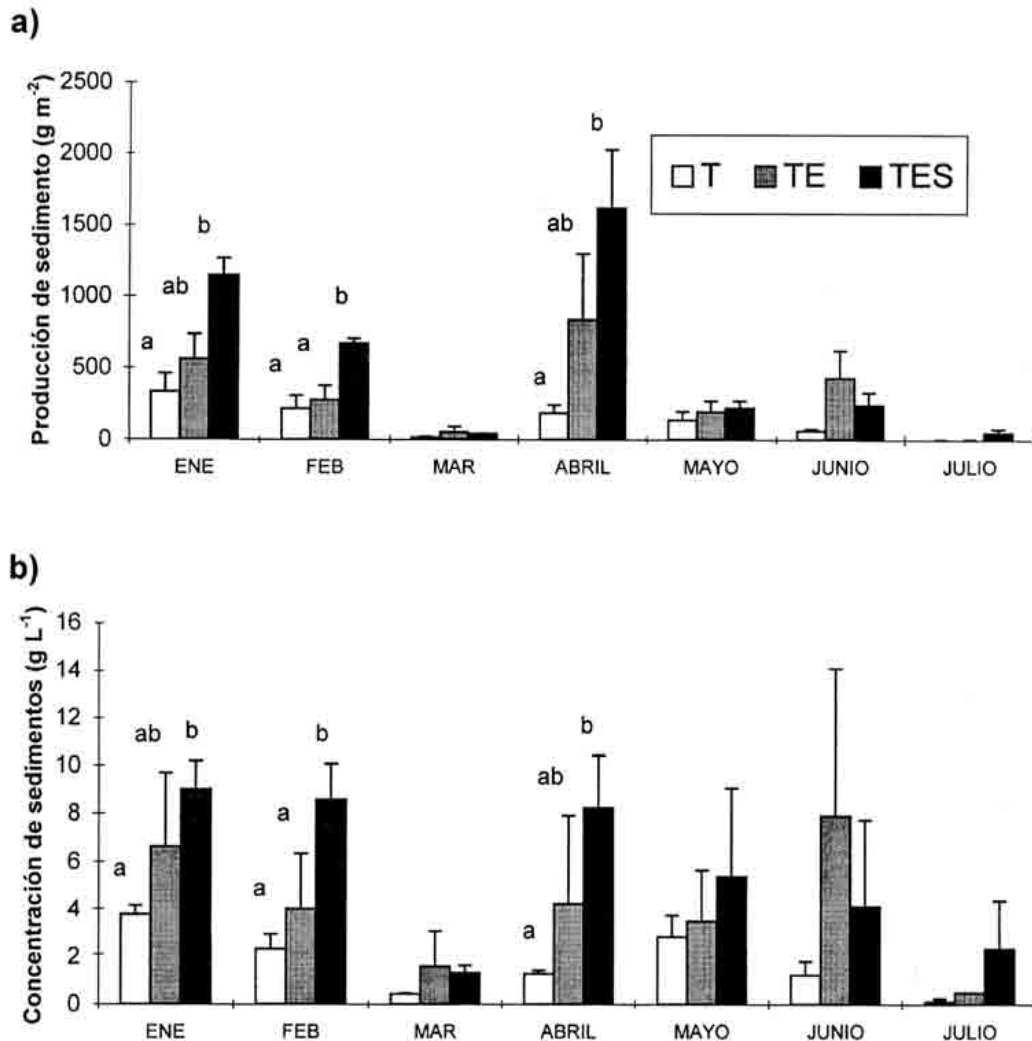 a)
Producción de sedimento (g m⁻²)
2500
2000
1500
1000
500
0
T TE TES
a ab b
a a b
a ab b
ENE FEB MAR ABRIL MAYO JUNIO JULIO
b)
Concentración de sedimentos (g L⁻¹)
16
14
12
10
8
6
4
2
0
a ab b
a a b
a ab b
ENE FEB MAR ABRIL MAYO JUNIO JULIO